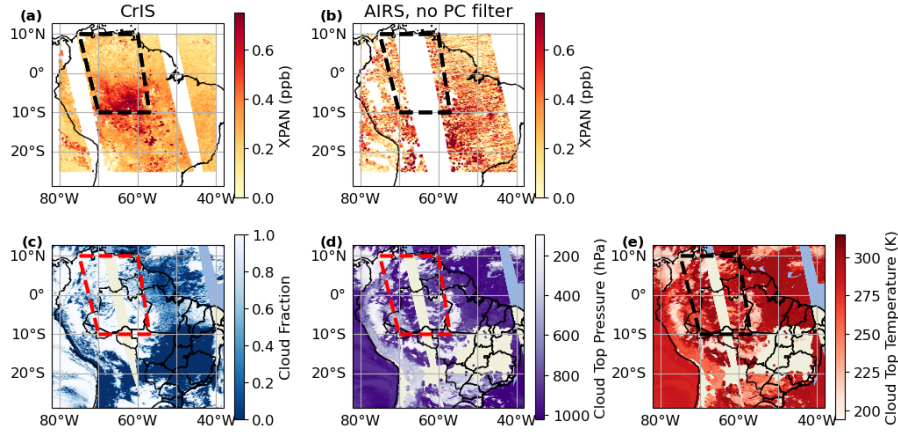 (a) CrIS
10°N
0°
10°S
20°S
80°W 60°W 40°W
0.6
0.4
0.2
0.0
XPAN (ppb)
(b) AIRS, no PC filter
10°N
0°
10°S
20°S
80°W 60°W 40°W
0.6
0.4
0.2
0.0
XPAN (ppb)
(c)
10°N
0°
10°S
20°S
80°W 60°W 40°W
1.0
0.8
0.6
0.4
0.2
0.0
Cloud Fraction
(d)
10°N
0°
10°S
20°S
80°W 60°W 40°W
200
400
600
800
1000
Cloud Top Pressure (hPa)
(e)
10°N
0°
10°S
20°S
80°W 60°W 40°W
300
280
260
240
220
200
Cloud Top Temperature (K)